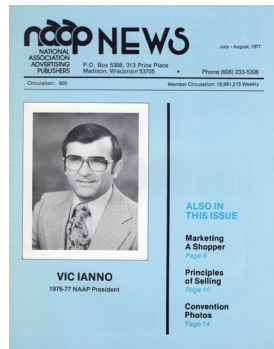 naap NEWS
July - August, 1977
NATIONAL
ASSOCIATION
ADVERTISING
PUBLISHERS
P.O. Box 5388, 313 Price Place
Madison, Wisconsin 53705 • Phone (608) 233-5306
Circulation: 800
Member Circulation: 18,991,215 Weekly
ALSO IN
THIS ISSUE
Marketing
A Shopper
Page 8
Principles
of Selling
Page 10
Convention
Photos
Page 14
VIC IANNO
1976-77 NAAP President